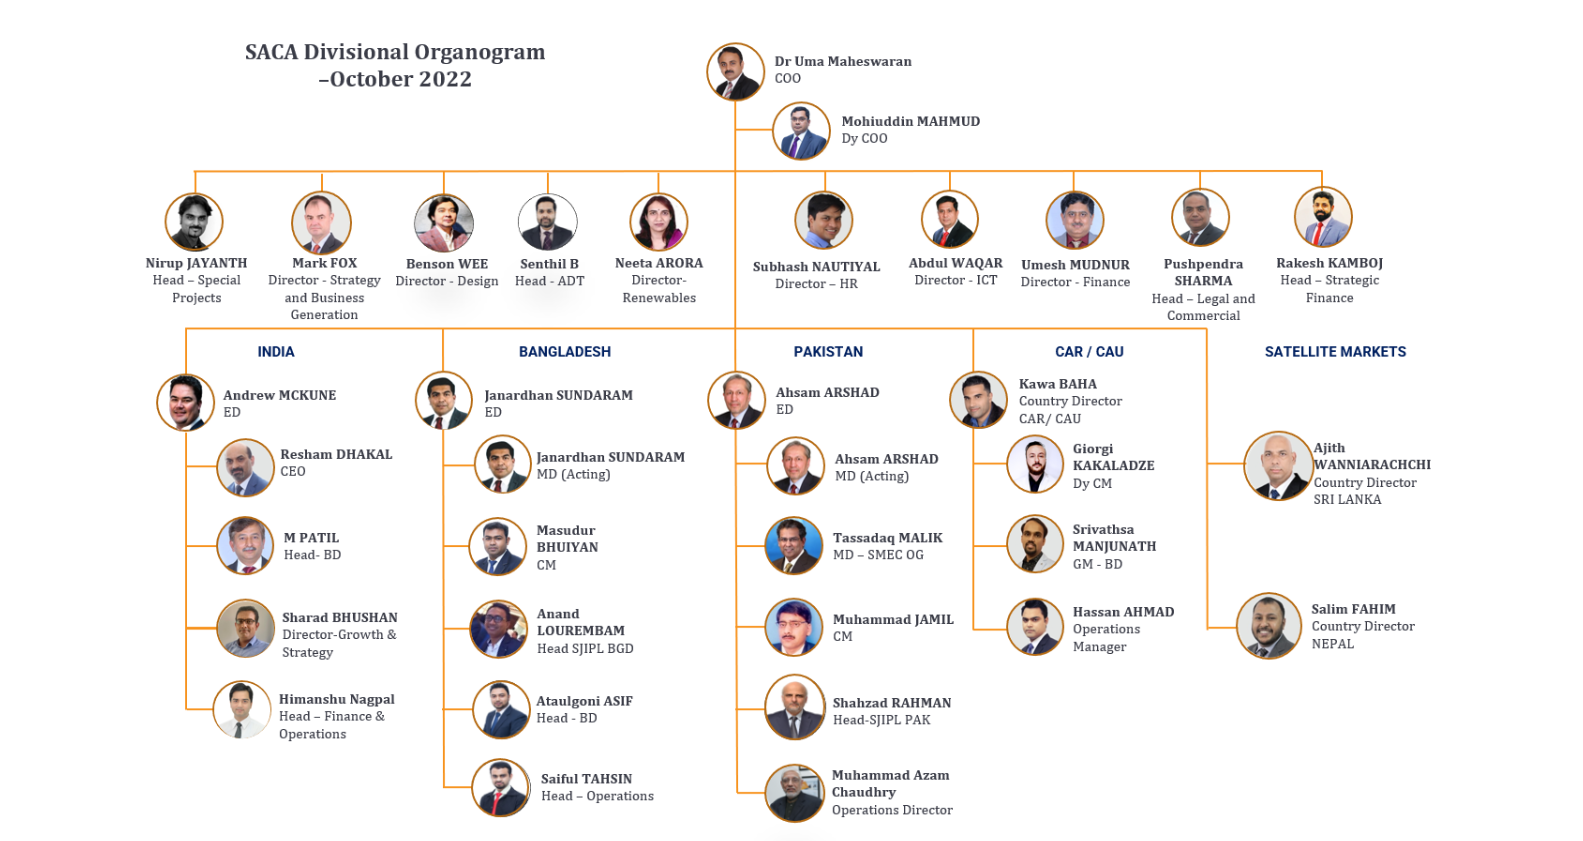 SACA Divisional Organogram
–October 2022
Dr Uma Maheswaran
COO
Mohiuddin MAHMUD
Dy COO
Nirup JAYANTH
Head – Special
Projects
Mark FOX
Director - Strategy
and Business
Generation
Benson WEE
Director - Design
Senthil B
Head - ADT
Neeta ARORA
Director-
Renewables
Subhash NAUTIYAL
Director – HR
Abdul WAQAR
Director - ICT
Umesh MUDNUR
Director - Finance
Pushpendra
SHARMA
Head – Legal and
Commercial
Rakesh KAMBOJ
Head – Strategic
Finance
INDIA
Andrew MCKUNE
ED
Resham DHAKAL
CEO
M PATIL
Head- BD
Sharad BHUSHAN
Director-Growth &
Strategy
Himanshu Nagpal
Head – Finance &
Operations
BANGLADESH
Janardhan SUNDARAM
ED
Janardhan SUNDARAM
MD (Acting)
Masudur
BHUIYAN
CM
Anand
LOUREMBAM
Head SJIPL BGD
Ataulgoni ASIF
Head - BD
Saiful TAHSIN
Head – Operations
PAKISTAN
Ahsam ARSHAD
ED
Ahsam ARSHAD
MD (Acting)
Tassadaq MALIK
MD – SMEC OG
Muhammad JAMIL
CM
Shahzad RAHMAN
Head-SJIPL PAK
Muhammad Azam
Chaudhry
Operations Director
CAR / CAU
Kawa BAHA
Country Director
CAR/ CAU
Giorgi
KAKALADZE
Dy CM
Srivathsa
MANJUNATH
GM - BD
Hassan AHMAD
Operations
Manager
SATELLITE MARKETS
Ajith
WANNIARACHCHI
Country Director
SRI LANKA
Salim FAHIM
Country Director
NEPAL